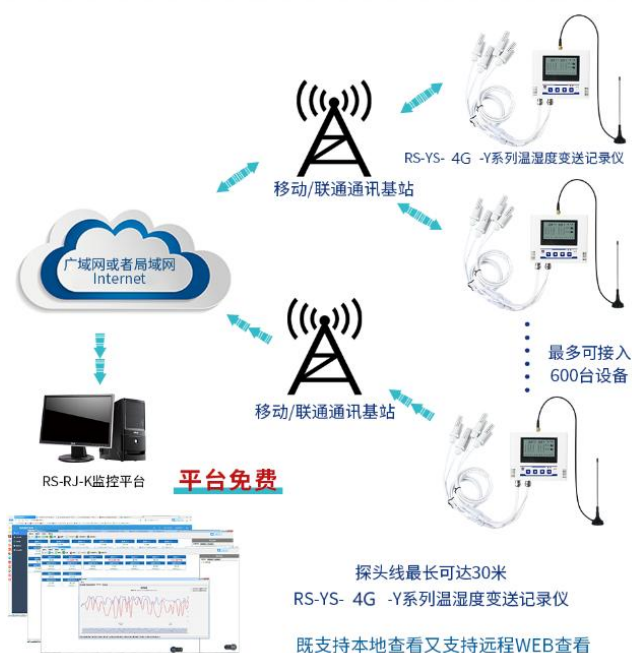 RS-YS- 4G -Y系列温湿度变送记录仪
移动/联通通讯基站
广域网或者局域网
Internet
最多可接入
600台设备
移动/联通通讯基站
RS-RJ-K监控平台
平台免费
探头线最长可达30米
RS-YS- 4G -Y系列温湿度变送记录仪
既支持本地查看又支持远程WEB查看